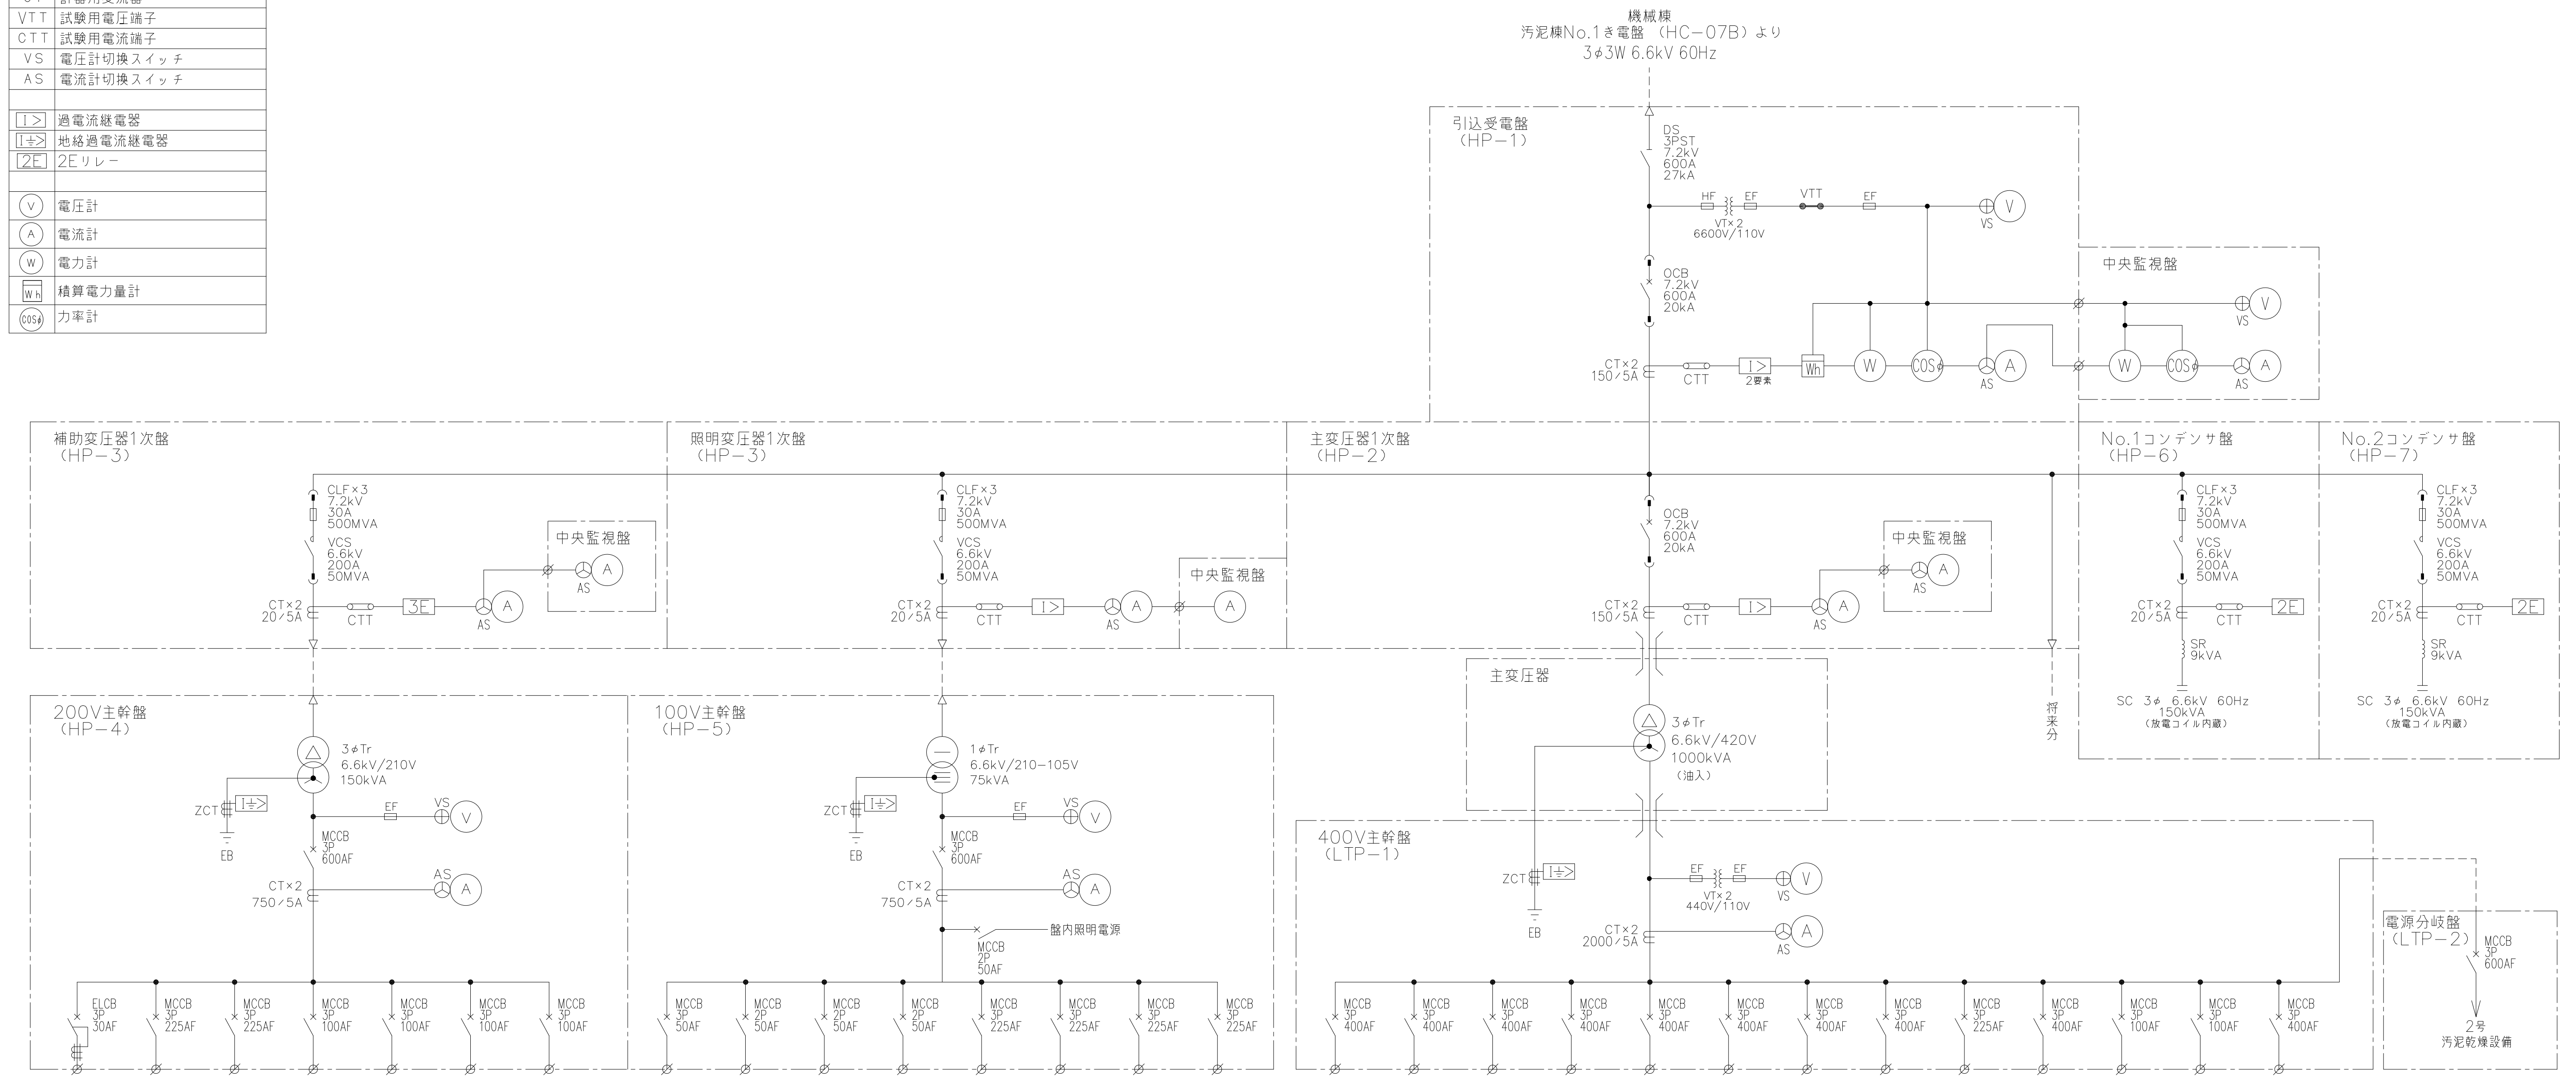 VTT 試験用電圧端子
CTT 試験用電流端子
VS 電圧計切換スイッチ
AS 電流計切換スイッチ
I> 過電流継電器
I⏚> 地絡過電流継電器
2E 2Eリレー
V 電圧計
A 電流計
W 電力計
Wh 積算電力量計
COSφ 力率計
機械棟
汚泥棟No.1き電盤 (HC-07B)より
3φ3W 6.6kV 60Hz
引込受電盤
(HP-1)
DS
3PST
7.2kV
600A
27kA
HF
EF
VTT
EF
VT×2
6600V/110V
VS
V
OCB
7.2kV
600A
20kA
CT×2
150/5A
CTT
I>
2要素
Wh
W
COSφ
AS
A
中央監視盤
VS
V
W
COSφ
AS
A
補助変圧器1次盤
(HP-3)
CLF×3
7.2kV
30A
500MVA
VCS
6.6kV
200A
50MVA
CT×2
20/5A
CTT
3E
AS
A
中央監視盤
AS
A
照明変圧器1次盤
(HP-3)
CLF×3
7.2kV
30A
500MVA
VCS
6.6kV
200A
50MVA
CT×2
20/5A
CTT
I>
AS
A
中央監視盤
A
主変圧器1次盤
(HP-2)
OCB
7.2kV
600A
20kA
CT×2
150/5A
CTT
I>
AS
A
中央監視盤
AS
A
将来分
No.1コンデンサ盤
(HP-6)
CLF×3
7.2kV
30A
500MVA
VCS
6.6kV
200A
50MVA
CT×2
20/5A
CTT
2E
SR
9kVA
SC 3φ 6.6kV 60Hz
150kVA
(放電コイル内蔵)
No.2コンデンサ盤
(HP-7)
CLF×3
7.2kV
30A
500MVA
VCS
6.6kV
200A
50MVA
CT×2
20/5A
CTT
2E
SR
9kVA
SC 3φ 6.6kV 60Hz
150kVA
(放電コイル内蔵)
200V主幹盤
(HP-4)
3φTr
6.6kV/210V
150kVA
ZCT
I⏚>
EB
EF
VS
V
MCCB
3P
600AF
CT×2
750/5A
AS
A
ELCB
3P
30AF
MCCB
3P
225AF
MCCB
3P
225AF
MCCB
3P
100AF
MCCB
3P
100AF
MCCB
3P
100AF
MCCB
3P
100AF
100V主幹盤
(HP-5)
1φTr
6.6kV/210-105V
75kVA
ZCT
I⏚>
EB
EF
VS
V
MCCB
3P
600AF
CT×2
750/5A
AS
A
盤内照明電源
MCCB
2P
50AF
MCCB
3P
50AF
MCCB
2P
50AF
MCCB
2P
50AF
MCCB
2P
50AF
MCCB
3P
225AF
MCCB
3P
225AF
MCCB
3P
225AF
MCCB
3P
225AF
主変圧器
3φTr
6.6kV/420V
1000kVA
(油入)
400V主幹盤
(LTP-1)
ZCT
I⏚>
EB
EF
EF
VT×2
440V/110V
VS
V
CT×2
2000/5A
AS
A
MCCB
3P
400AF
MCCB
3P
400AF
MCCB
3P
400AF
MCCB
3P
400AF
MCCB
3P
400AF
MCCB
3P
400AF
MCCB
3P
400AF
MCCB
3P
400AF
MCCB
3P
225AF
MCCB
3P
400AF
MCCB
3P
100AF
MCCB
3P
100AF
MCCB
3P
400AF
電源分岐盤
(LTP-2)
MCCB
3P
600AF
2号
汚泥乾燥設備